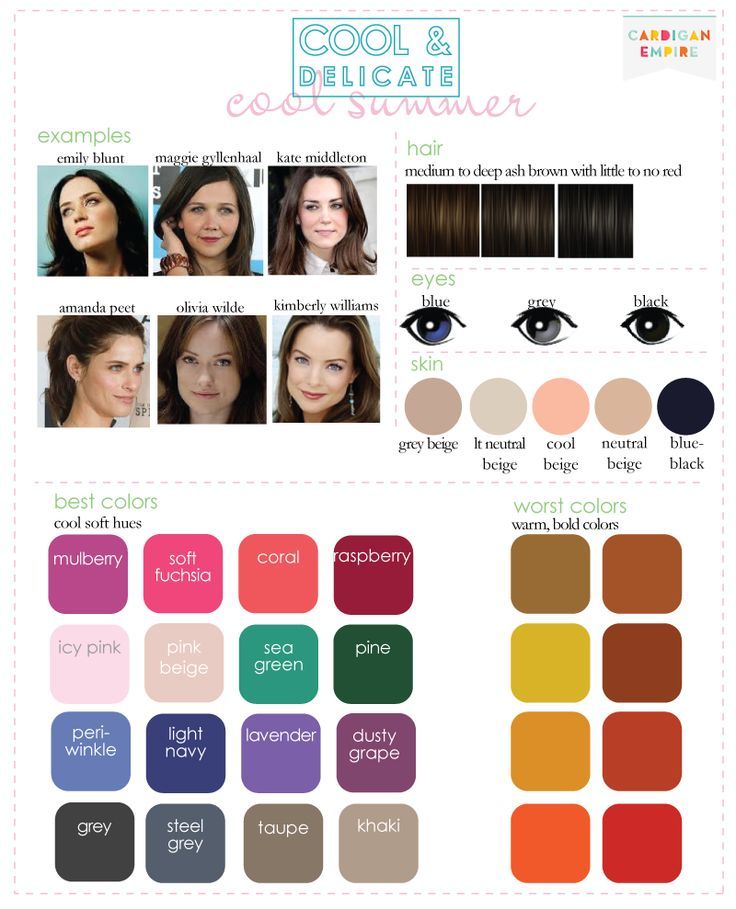 COOL &
DELICATE
cool summer
CARDIGAN
EMPIRE
examples
emily blunt maggie gyllenhaal kate middleton
amanda peet olivia wilde kimberly williams
hair
medium to deep ash brown with little to no red
eyes
blue grey black
skin
grey beige
lt neutral
beige
cool
beige
neutral
beige
blue-
black
best colors
cool soft hues
mulberry
soft
fuchsia
coral
raspberry
icy pink
pink
beige
sea
green
pine
peri-
winkle
light
navy
lavender
dusty
grape
grey
steel
grey
taupe
khaki
worst colors
warm, bold colors